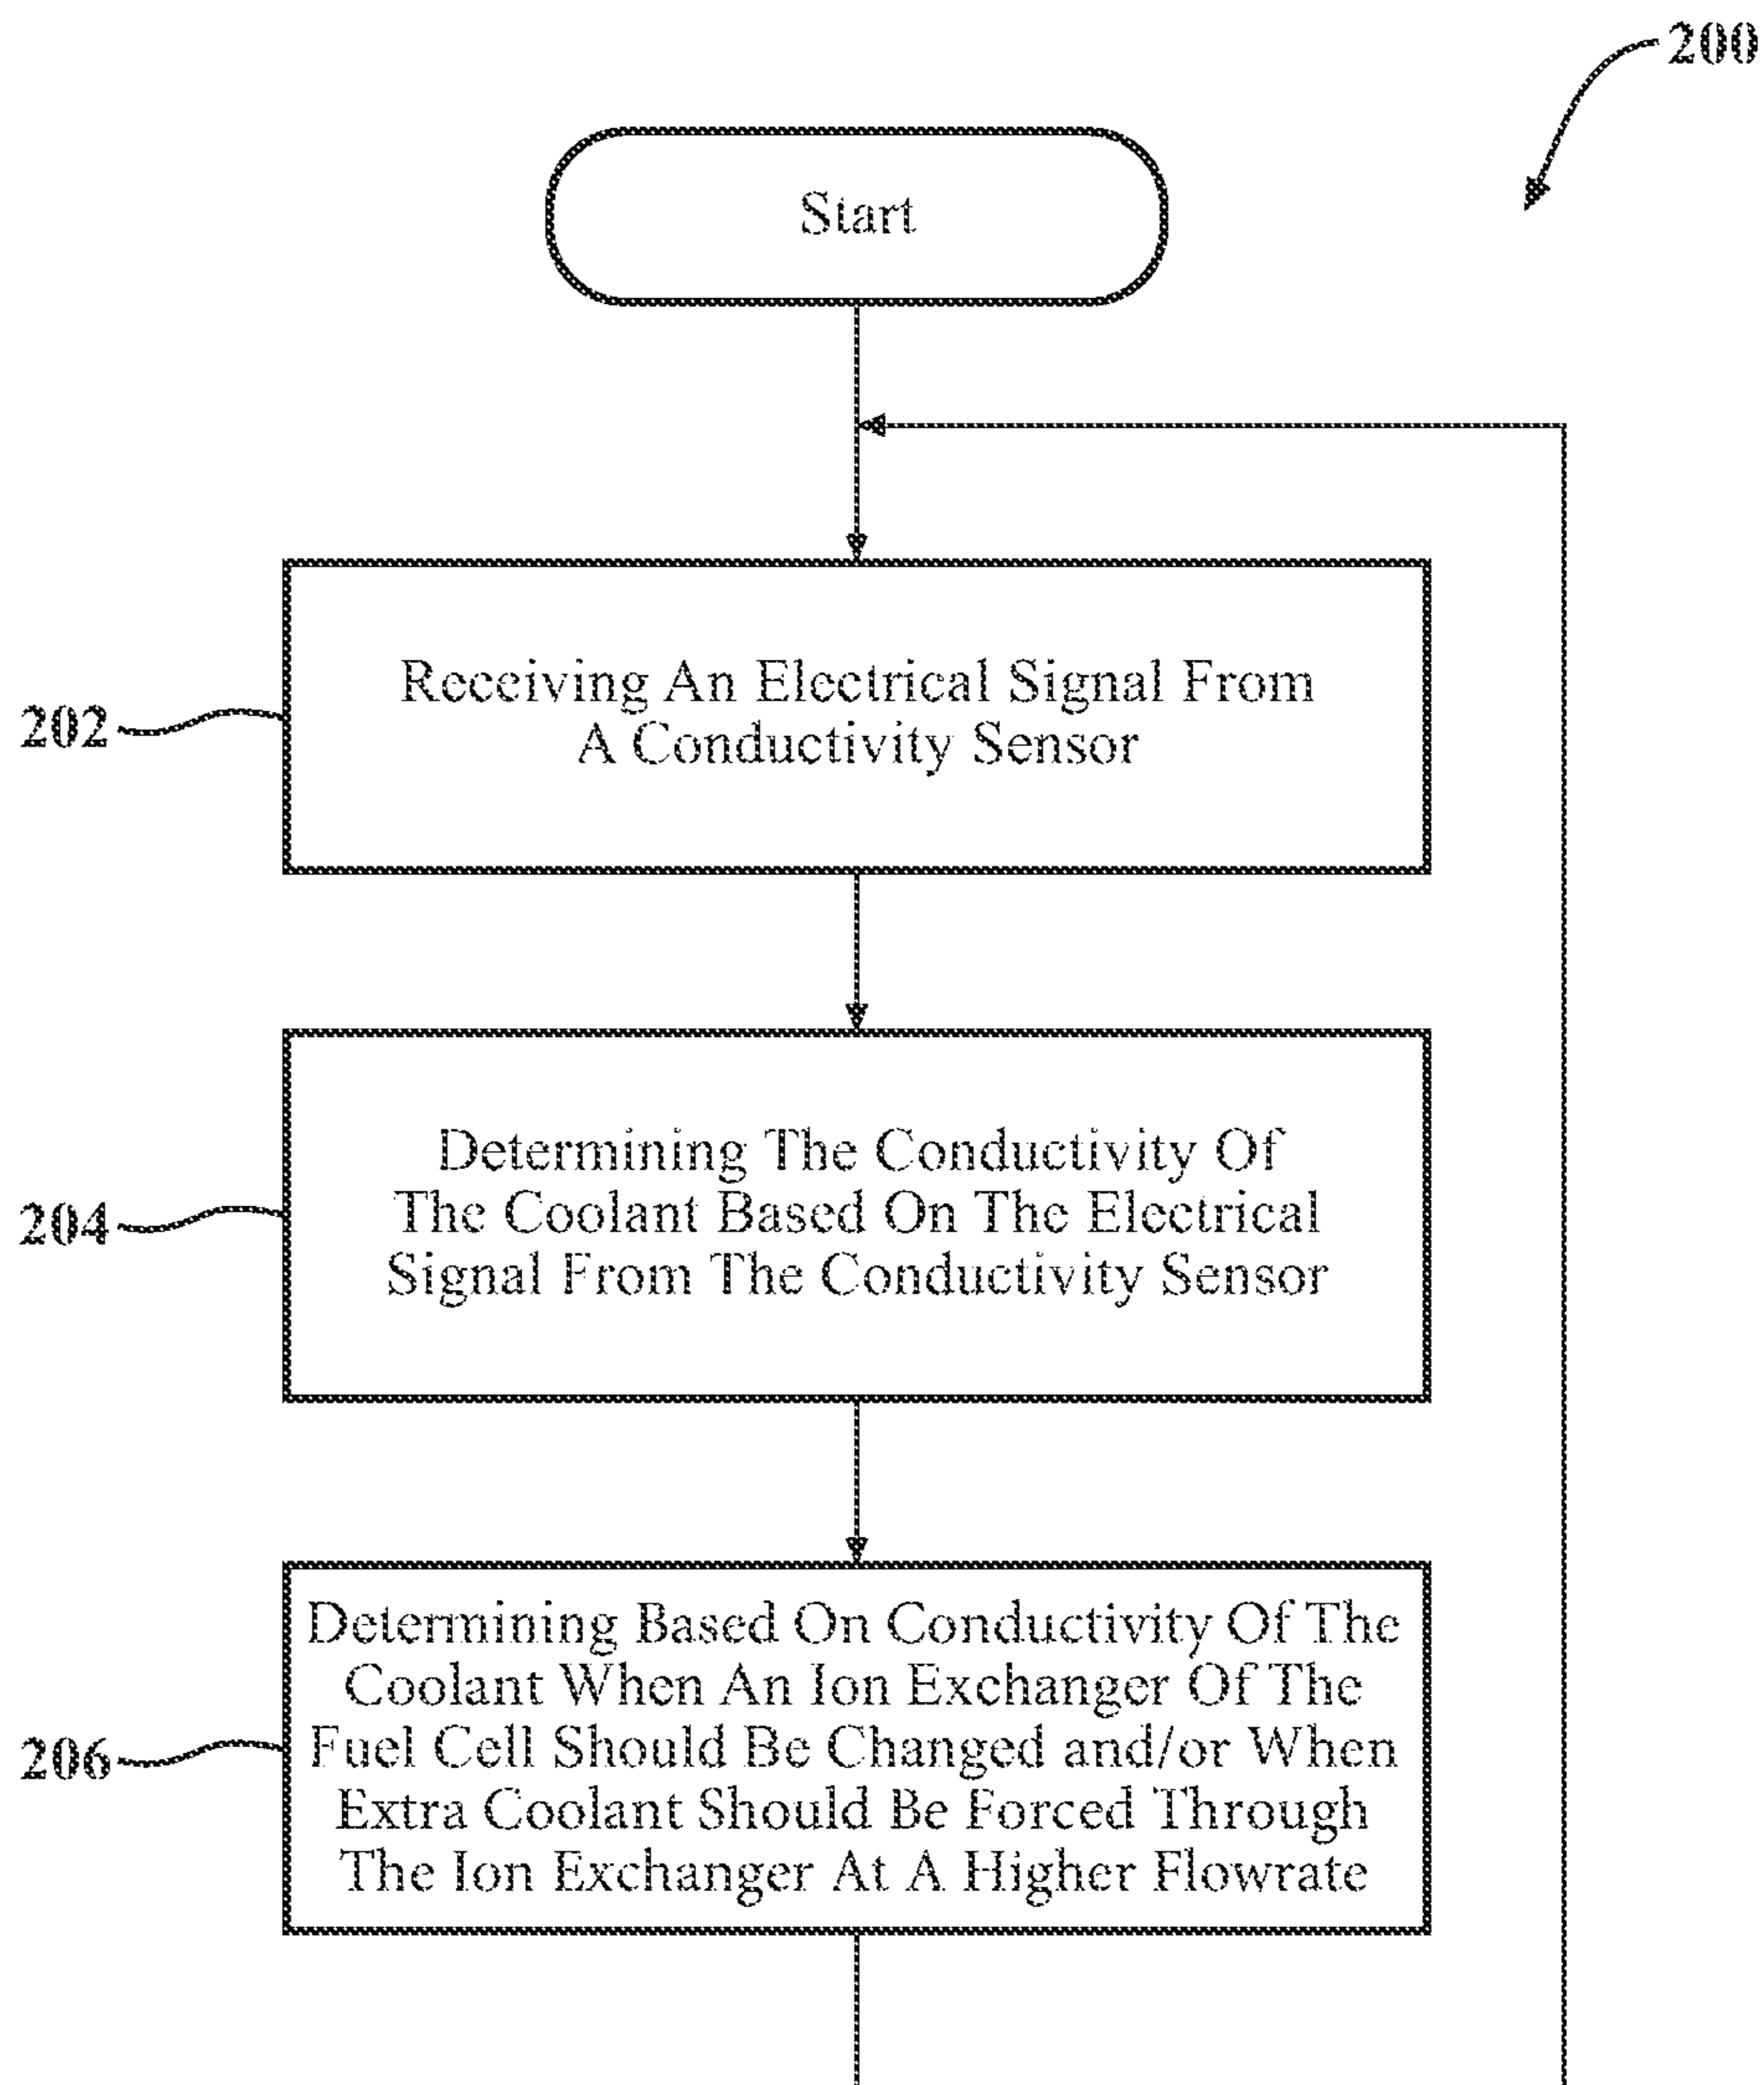 200
Start
202
Receiving An Electrical Signal From
A Conductivity Sensor
204
Determining The Conductivity Of
The Coolant Based On The Electrical
Signal From The Conductivity Sensor
206
Determining Based On Conductivity Of The
Coolant When An Ion Exchanger Of The
Fuel Cell Should Be Changed and/or When
Extra Coolant Should Be Forced Through
The Ion Exchanger At A Higher Flowrate